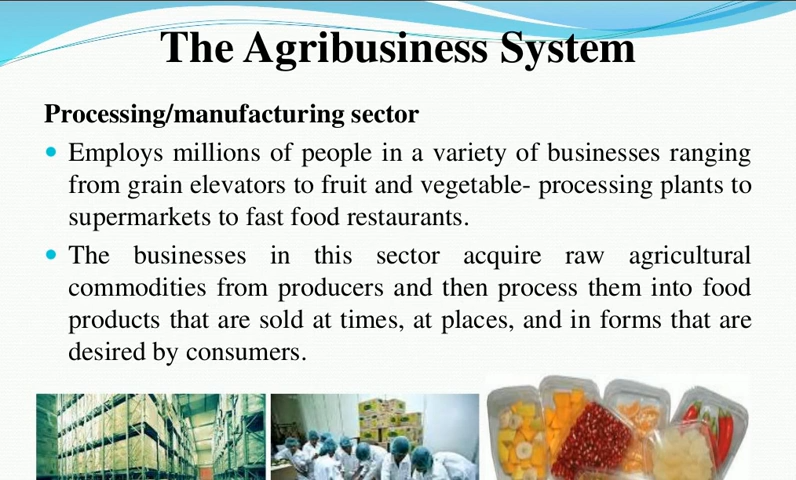 The Agribusiness System
Processing/manufacturing sector
• Employs millions of people in a variety of businesses ranging
from grain elevators to fruit and vegetable- processing plants to
supermarkets to fast food restaurants.
• The businesses in this sector acquire raw agricultural
commodities from producers and then process them into food
products that are sold at times, at places, and in forms that are
desired by consumers.